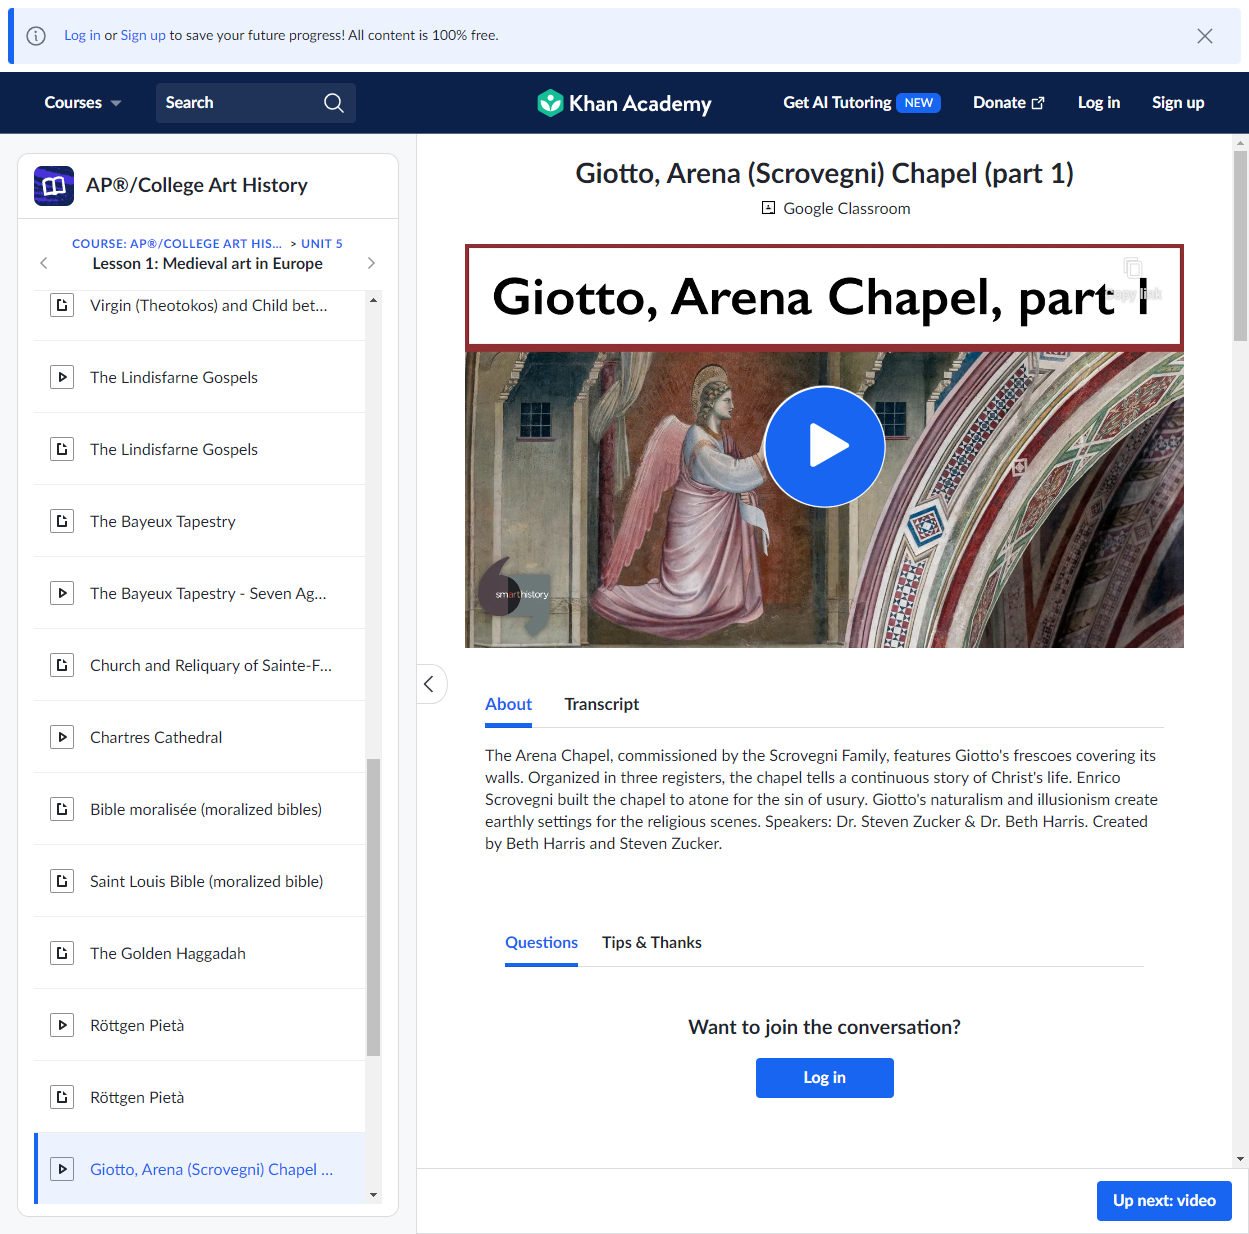 Log in or Sign up to save your future progress! All content is 100% free.
Courses
Search
Khan Academy
Get AI Tutoring NEW
Donate
Log in
Sign up
AP®/College Art History
COURSE: AP®/COLLEGE ART HIS... > UNIT 5
Lesson 1: Medieval art in Europe
Virgin (Theotokos) and Child bet...
The Lindisfarne Gospels
The Lindisfarne Gospels
The Bayeux Tapestry
The Bayeux Tapestry - Seven Ag...
Church and Reliquary of Sainte-F...
Chartres Cathedral
Bible moralisée (moralized bibles)
Saint Louis Bible (moralized bible)
The Golden Haggadah
Röttgen Pietà
Röttgen Pietà
Giotto, Arena (Scrovegni) Chapel ...
Giotto, Arena (Scrovegni) Chapel (part 1)
Google Classroom
Giotto, Arena Chapel, part 1
Copy link
smarthistory
About
Transcript
The Arena Chapel, commissioned by the Scrovegni Family, features Giotto's frescoes covering its
walls. Organized in three registers, the chapel tells a continuous story of Christ's life. Enrico
Scrovegni built the chapel to atone for the sin of usury. Giotto's naturalism and illusionism create
earthly settings for the religious scenes. Speakers: Dr. Steven Zucker & Dr. Beth Harris. Created
by Beth Harris and Steven Zucker.
Questions
Tips & Thanks
Want to join the conversation?
Log in
Up next: video